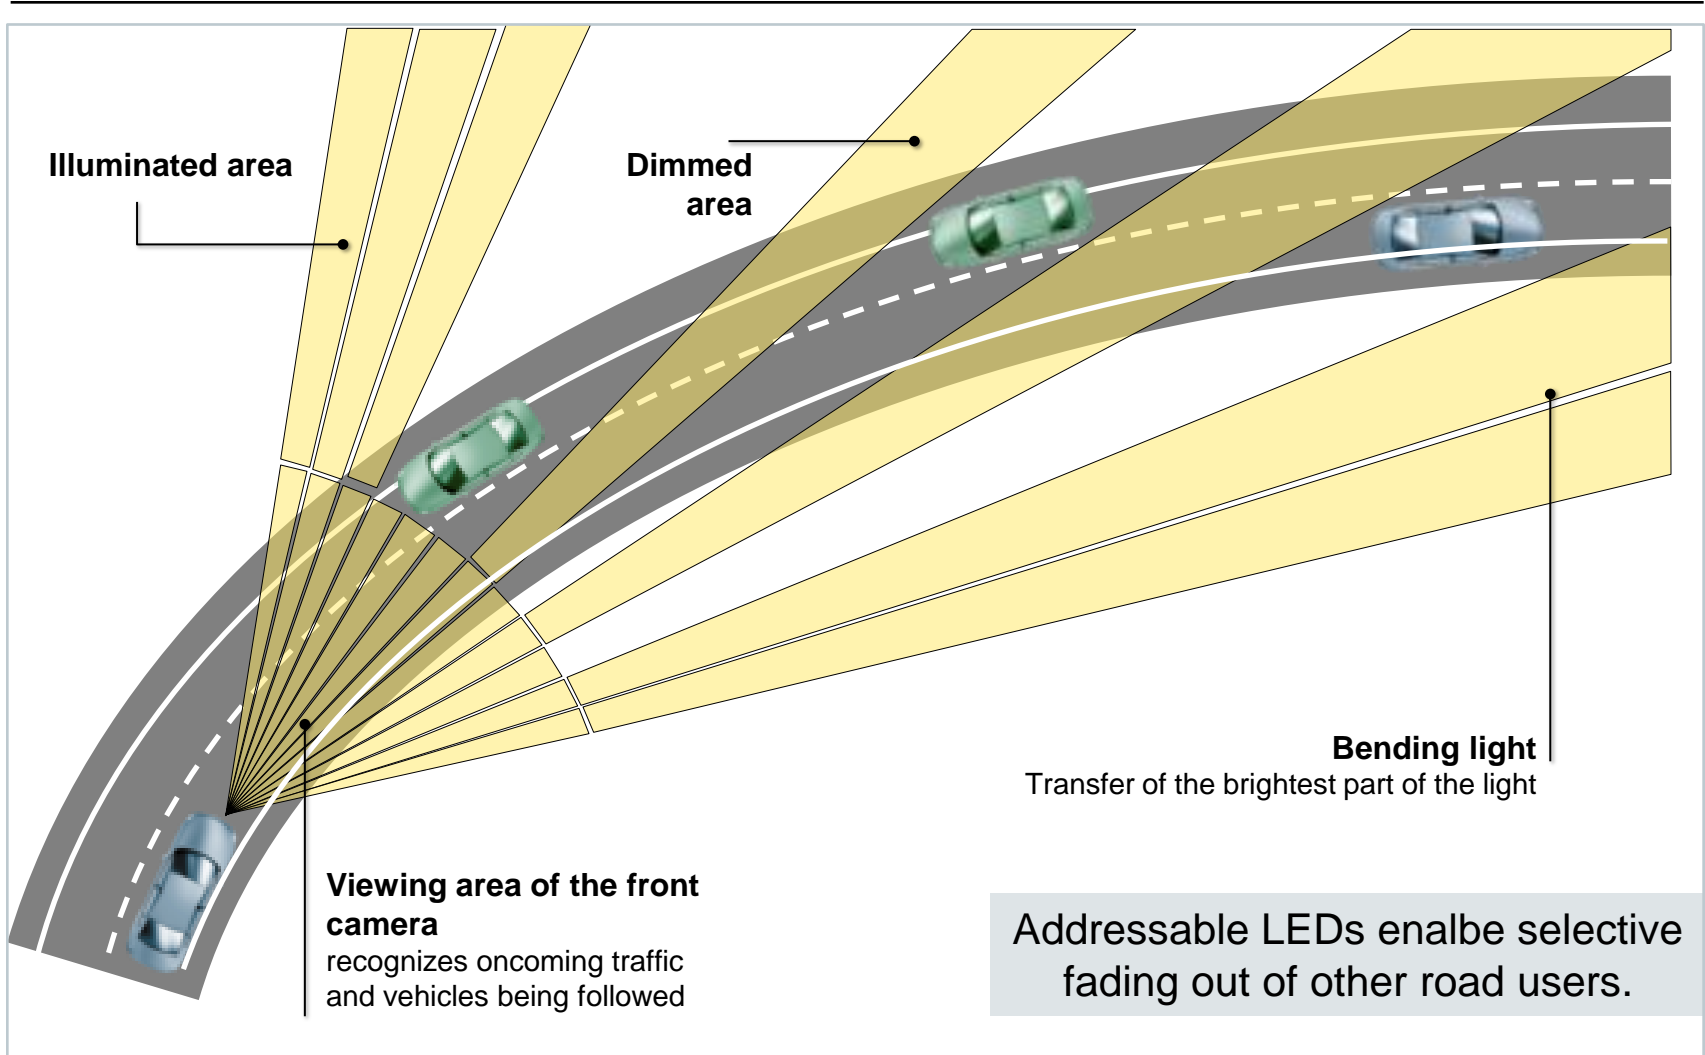 Illuminated area
Dimmed
area
Bending light
Transfer of the brightest part of the light
Viewing area of the front
camera
recognizes oncoming traffic
and vehicles being followed
Addressable LEDs enalbe selective
fading out of other road users.